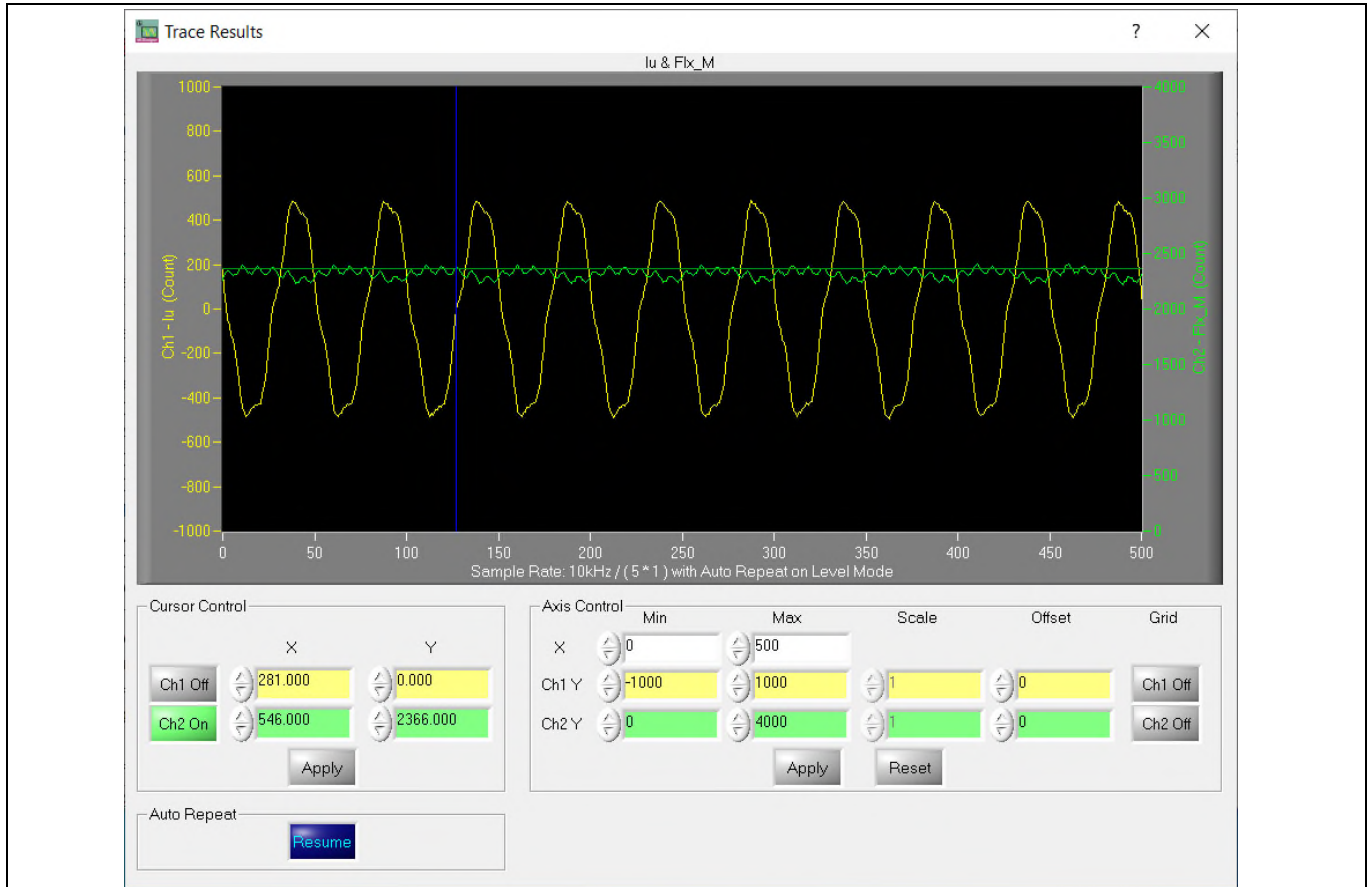 Trace Results
? X
Iu & Flx_M
1000
800
600
400
200
0
-200
-400
-600
-800
-1000
Ch1 - Iu (Count)
4000
3500
3000
2500
2000
1500
1000
500
0
Ch2 - Flx_M (Count)
0 50 100 150 200 250 300 350 400 450 500
Sample Rate: 10kHz / ( 5 * 1 ) with Auto Repeat on Level Mode
Cursor Control
X Y
Ch1 Off 281.000 0.000
Ch2 On 546.000 2366.000
Apply
Axis Control
Min Max Scale Offset Grid
X 0 500
Ch1 Y -1000 1000 1 0 Ch1 Off
Ch2 Y 0 4000 1 0 Ch2 Off
Apply Reset
Auto Repeat
Resume